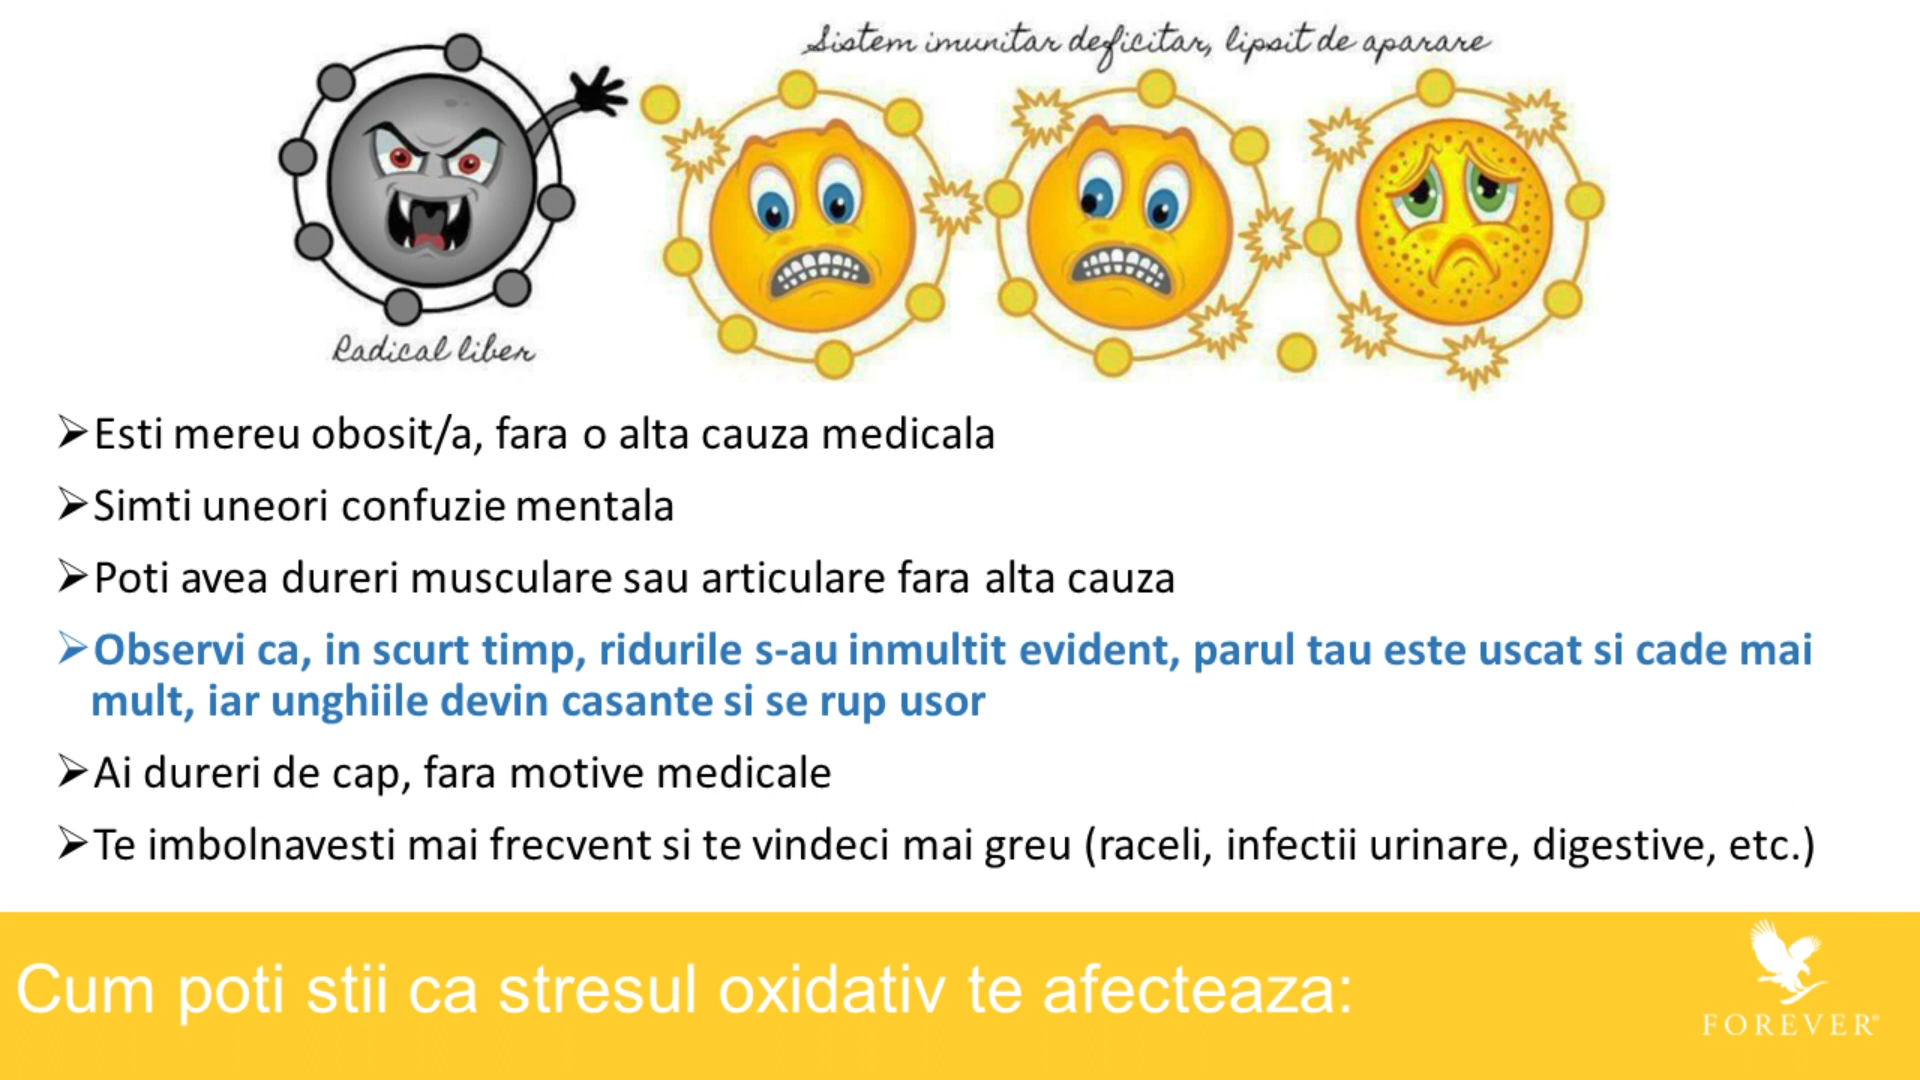 Sistem imunitar deficitar, lipsit de aparare
Radical liber
➢Esti mereu obosit/a, fara o alta cauza medicala
➢Simti uneori confuzie mentala
➢Poti avea dureri musculare sau articulare fara alta cauza
➢Observi ca, in scurt timp, ridurile s-au inmultit evident, parul tau este uscat si cade mai
mult, iar unghiile devin casante si se rup usor
➢Ai dureri de cap, fara motive medicale
➢Te imbolnavesti mai frecvent si te vindeci mai greu (raceli, infectii urinare, digestive, etc.)
Cum poti stii ca stresul oxidativ te afecteaza:
FOREVER®